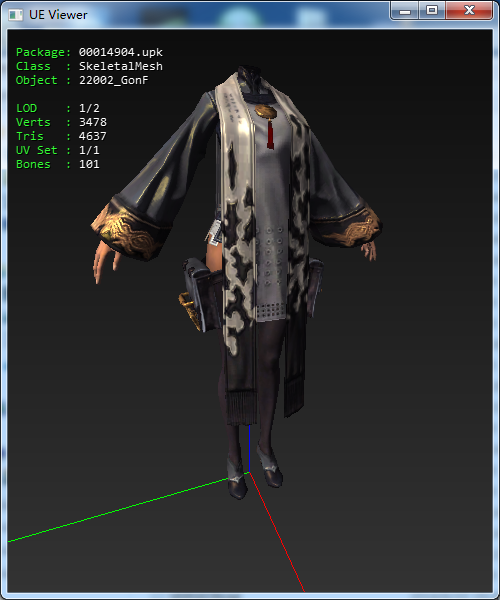 UE Viewer
Package: 00014904.upk
Class  : SkeletalMesh
Object : 22002_GonF
LOD    : 1/2
Verts  : 3478
Tris   : 4637
UV Set : 1/1
Bones  : 101